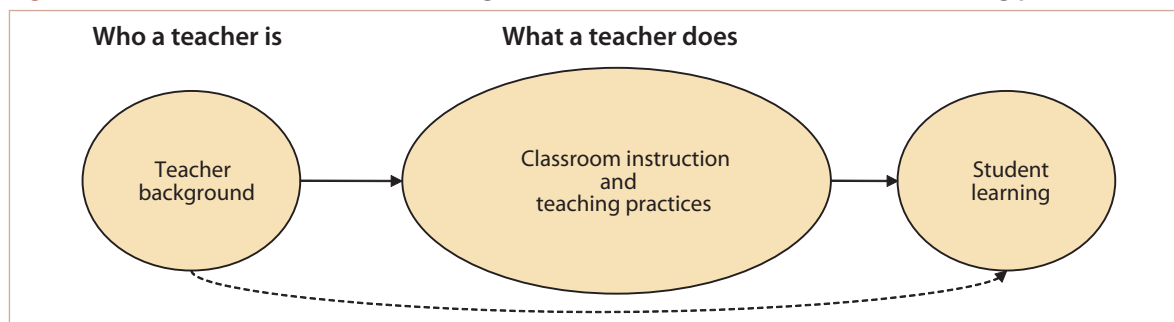 Who a teacher is
What a teacher does
Teacher
background
Classroom instruction
and
teaching practices
Student
learning